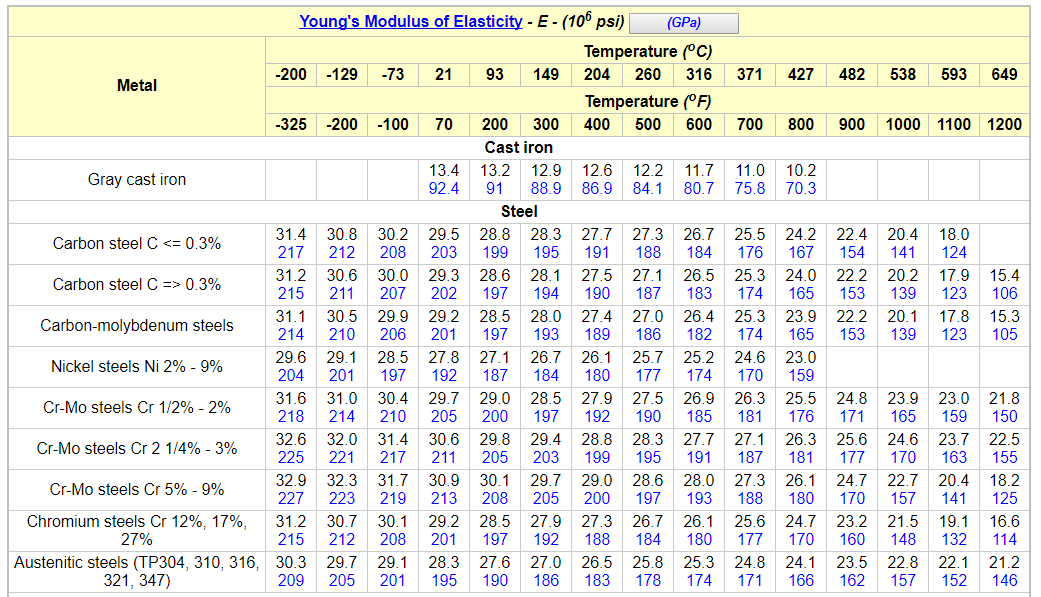 Young's Modulus of Elasticity - E - (10⁶ psi) (GPa)
Metal
Temperature (ºC)
-200 -129 -73 21 93 149 204 260 316 371 427 482 538 593 649
Temperature (ºF)
-325 -200 -100 70 200 300 400 500 600 700 800 900 1000 1100 1200
Cast iron
Gray cast iron
13.4 13.2 12.9 12.6 12.2 11.7 11.0 10.2
92.4 91 88.9 86.9 84.1 80.7 75.8 70.3
Steel
Carbon steel C <= 0.3%
31.4 30.8 30.2 29.5 28.8 28.3 27.7 27.3 26.7 25.5 24.2 22.4 20.4 18.0
217 212 208 203 199 195 191 188 184 176 167 154 141 124
Carbon steel C => 0.3%
31.2 30.6 30.0 29.3 28.6 28.1 27.5 27.1 26.5 25.3 24.0 22.2 20.2 17.9 15.4
215 211 207 202 197 194 190 187 183 174 165 153 139 123 106
Carbon-molybdenum steels
31.1 30.5 29.9 29.2 28.5 28.0 27.4 27.0 26.4 25.3 23.9 22.2 20.1 17.8 15.3
214 210 206 201 197 193 189 186 182 174 165 153 139 123 105
Nickel steels Ni 2% - 9%
29.6 29.1 28.5 27.8 27.1 26.7 26.1 25.7 25.2 24.6 23.0
204 201 197 192 187 184 180 177 174 170 159
Cr-Mo steels Cr 1/2% - 2%
31.6 31.0 30.4 29.7 29.0 28.5 27.9 27.5 26.9 26.3 25.5 24.8 23.9 23.0 21.8
218 214 210 205 200 197 192 190 185 181 176 171 165 159 150
Cr-Mo steels Cr 2 1/4% - 3%
32.6 32.0 31.4 30.6 29.8 29.4 28.8 28.3 27.7 27.1 26.3 25.6 24.6 23.7 22.5
225 221 217 211 205 203 199 195 191 187 181 177 170 163 155
Cr-Mo steels Cr 5% - 9%
32.9 32.3 31.7 30.9 30.1 29.7 29.0 28.6 28.0 27.3 26.1 24.7 22.7 20.4 18.2
227 223 219 213 208 205 200 197 193 188 180 170 157 141 125
Chromium steels Cr 12%, 17%,
27%
31.2 30.7 30.1 29.2 28.5 27.9 27.3 26.7 26.1 25.6 24.7 23.2 21.5 19.1 16.6
215 212 208 201 197 192 188 184 180 177 170 160 148 132 114
Austenitic steels (TP304, 310, 316,
321, 347)
30.3 29.7 29.1 28.3 27.6 27.0 26.5 25.8 25.3 24.8 24.1 23.5 22.8 22.1 21.2
209 205 201 195 190 186 183 178 174 171 166 162 157 152 146